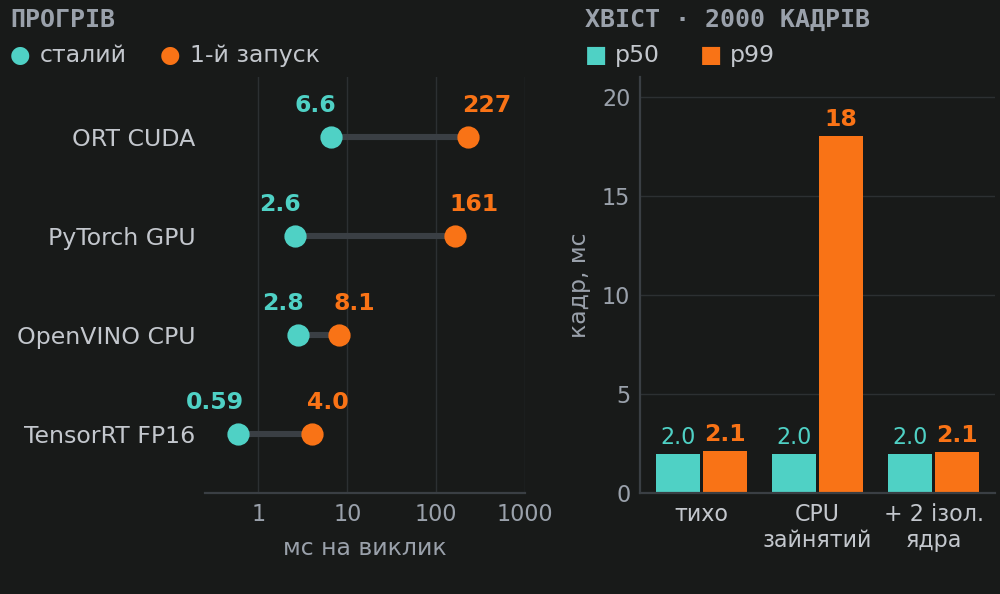 ПРОГРІВ
сталий 1-й запуск
6.6 227
ORT CUDA
2.6 161
PyTorch GPU
2.8 8.1
OpenVINO CPU
0.59 4.0
TensorRT FP16
1 10 100 1000
мс на виклик
ХВІСТ · 2000 КАДРІВ
p50 p99
20
18
15
10
5
0
кадр, мс
2.0 2.1 2.0 2.0 2.1
тихо CPU зайнятий + 2 ізол. ядра